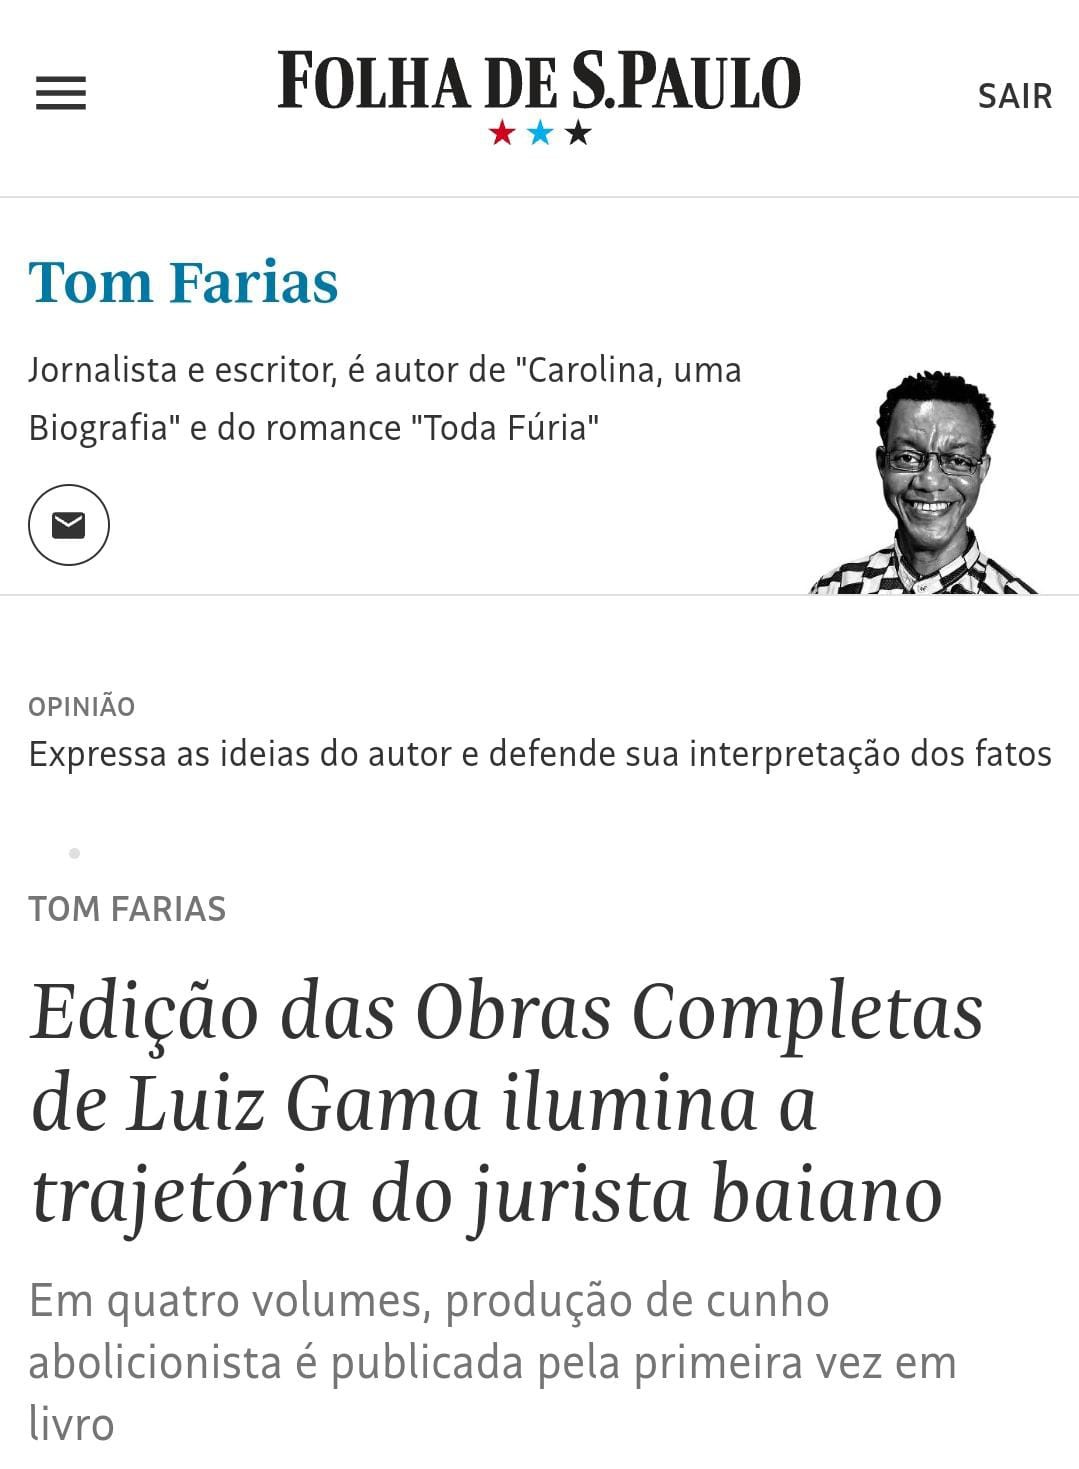 FOLHA DE S.PAULO
SAIR
Tom Farias
Jornalista e escritor, é autor de "Carolina, uma
Biografia" e do romance "Toda Fúria"
OPINIÃO
Expressa as ideias do autor e defende sua interpretação dos fatos
TOM FARIAS
Edição das Obras Completas
de Luiz Gama ilumina a
trajetória do jurista baiano
Em quatro volumes, produção de cunho
abolicionista é publicada pela primeira vez em
livro